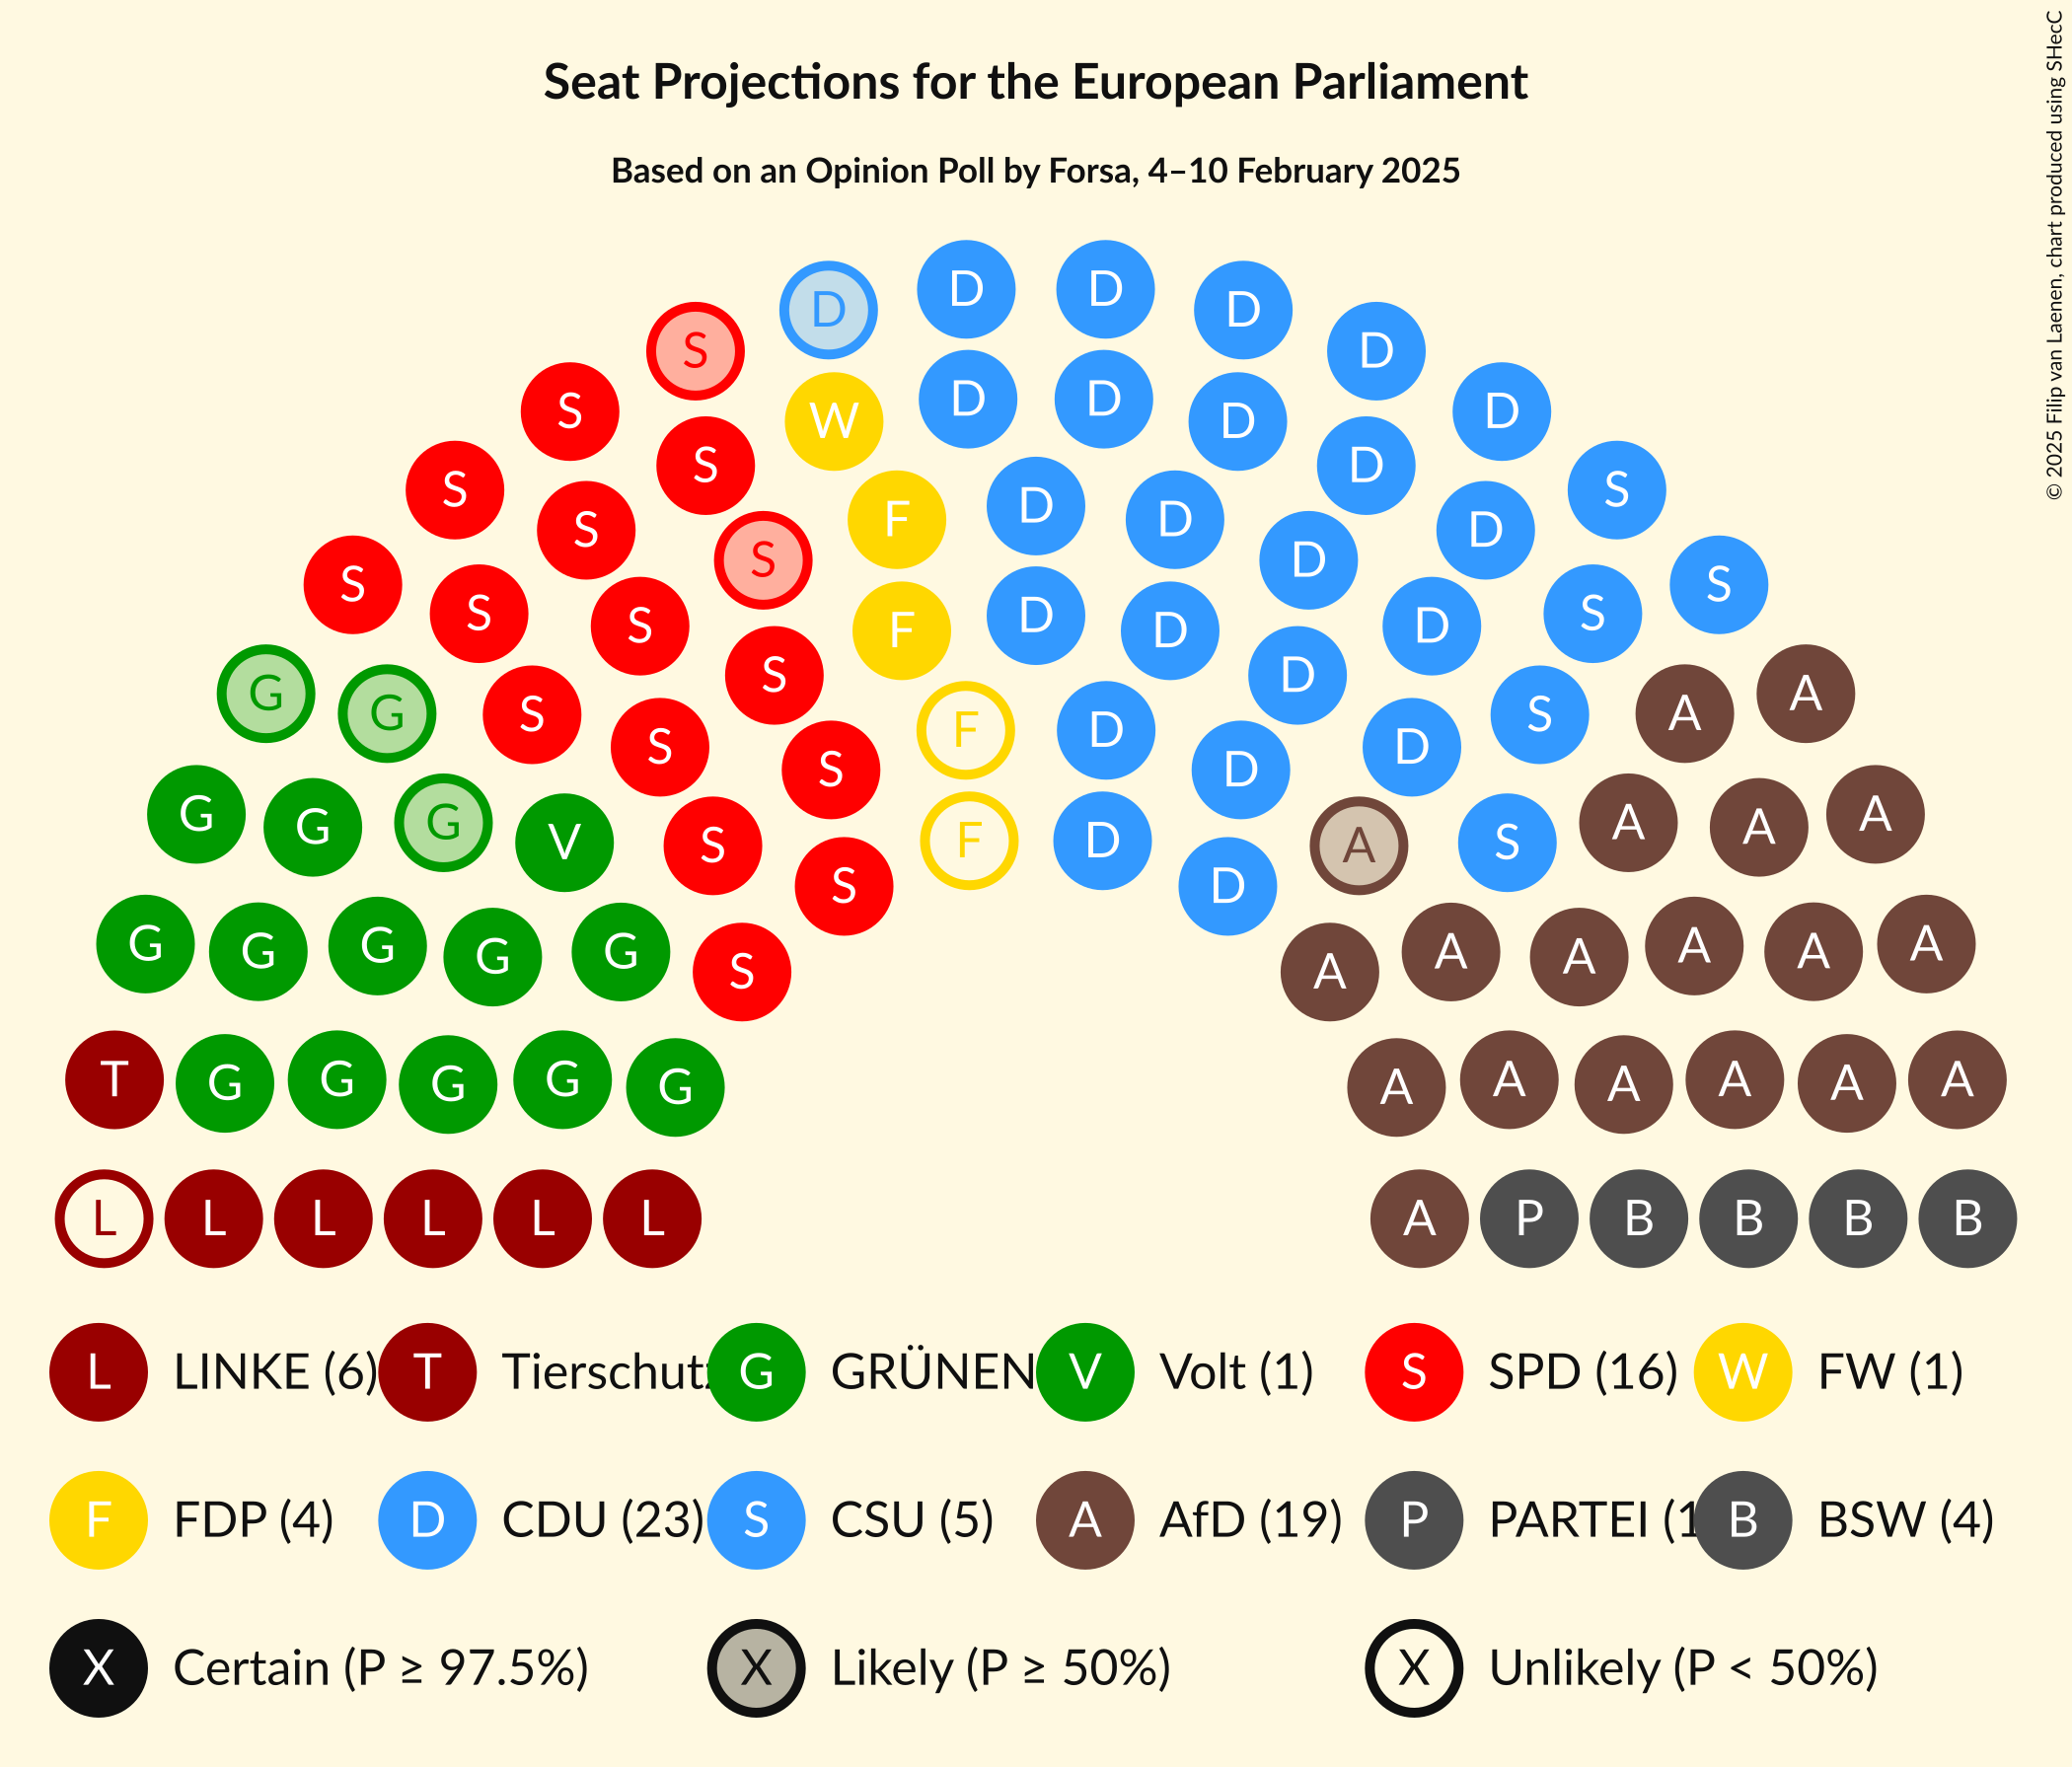 Seat Projections for the European Parliament
Based on an Opinion Poll by Forsa, 4–10 February 2025
© 2025 Filip van Laenen, chart produced using SHecC
D D
D D
S D
S D D S
W D
D D
S D
S F D S
F D
D
S D
S S D D
S S D S
S F D D S
S D
G A
F D
G S S D S A
S D
G A
G V S A S A
G A
F D
S D
G G G G G A A A A A
S A
T G G G G A A A A A
G A
L L L L L L A P B B B B
L LINKE (6) T Tierschutz G GRÜNEN V Volt (1) S SPD (16) W FW (1)
F FDP (4) D CDU (23) S CSU (5) A AfD (19) P PARTEI (1 B BSW (4)
X Certain (P ≥ 97.5%) X Likely (P ≥ 50%) X Unlikely (P < 50%)